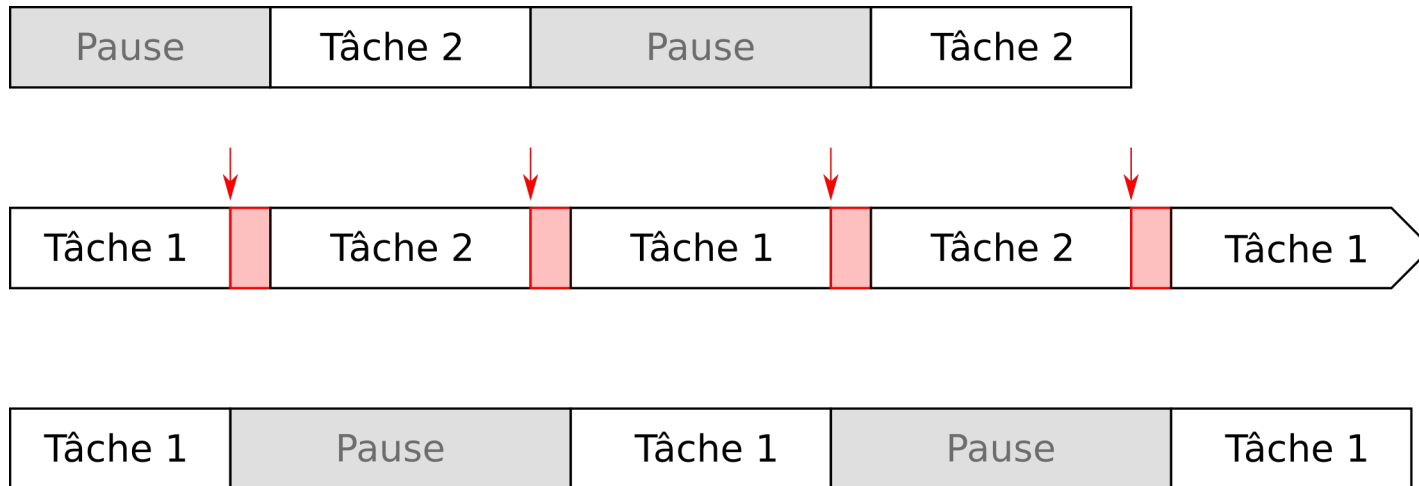 Pause Tâche 2 Pause Tâche 2
Tâche 1 Tâche 2 Tâche 1 Tâche 2 Tâche 1
Tâche 1 Pause Tâche 1 Pause Tâche 1